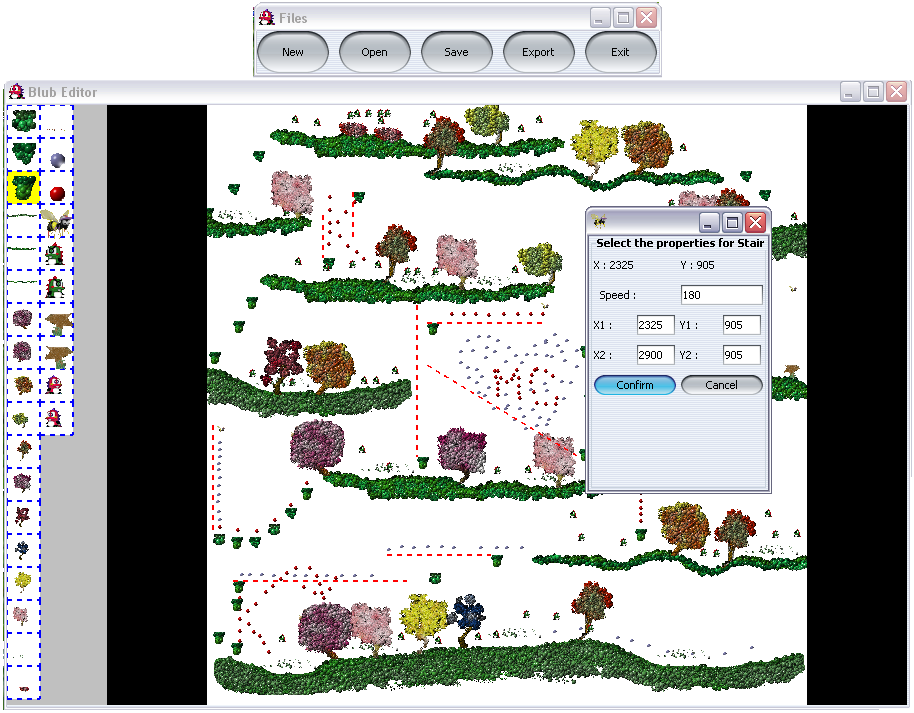 Files
New Open Save Export Exit
Blub Editor
Select the properties for Stair
X : 2325 Y : 905
Speed : 180
X1 : 2325 Y1 : 905
X2 : 2900 Y2 : 905
Confirm Cancel
MC